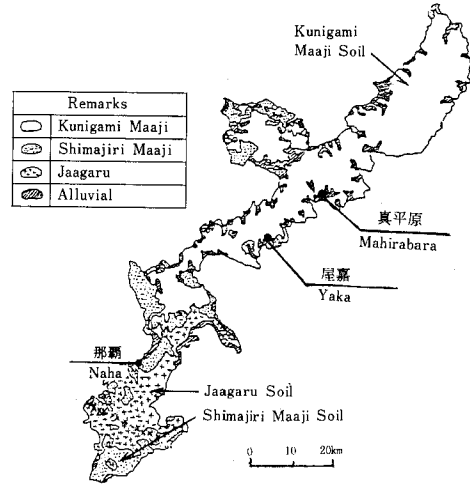 Kunigami
Maaji Soil
Remarks
Kunigami Maaji
Shimajiri Maaji
Jaagaru
Alluvial
真平原
Mahirabara
屋嘉
Yaka
那覇
Naha
Jaagaru Soil
Shimajiri Maaji Soil
0 10 20km